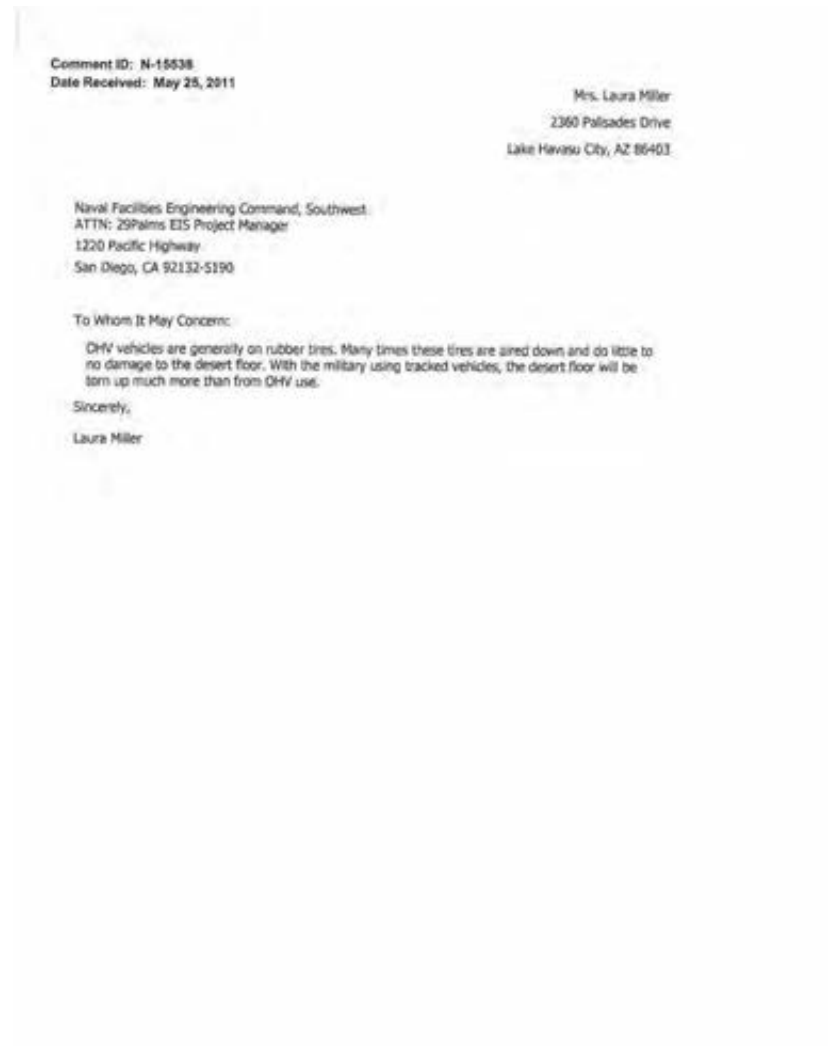 Comment ID: N-15538
Date Received: May 25, 2011
Mrs. Laura Miller
2360 Palisades Drive
Lake Havasu City, AZ 86403
Naval Facilities Engineering Command, Southwest
ATTN: 29Palms EIS Project Manager
1220 Pacific Highway
San Diego, CA 92132-5190
To Whom It May Concern:
OHV vehicles are generally on rubber tires. Many times these tires are aired down and do little to
no damage to the desert floor. With the military using tracked vehicles, the desert floor will be
torn up much more than from OHV use.
Sincerely,
Laura Miller